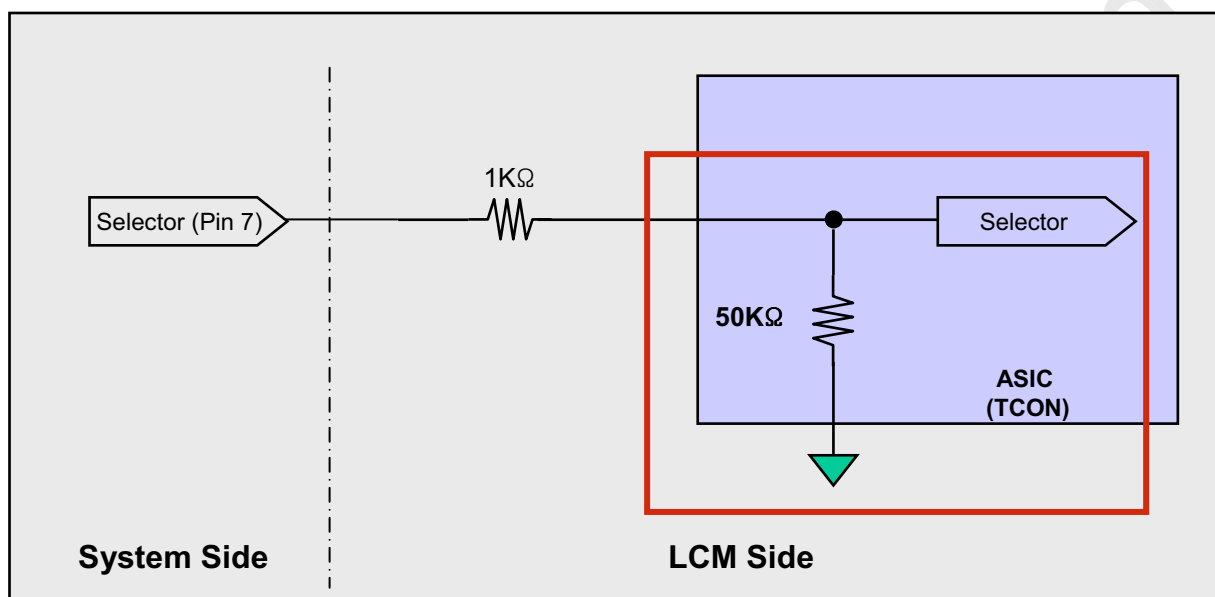 1KΩ
Selector (Pin 7)
Selector
50KΩ
ASIC
(TCON)
System Side
LCM Side